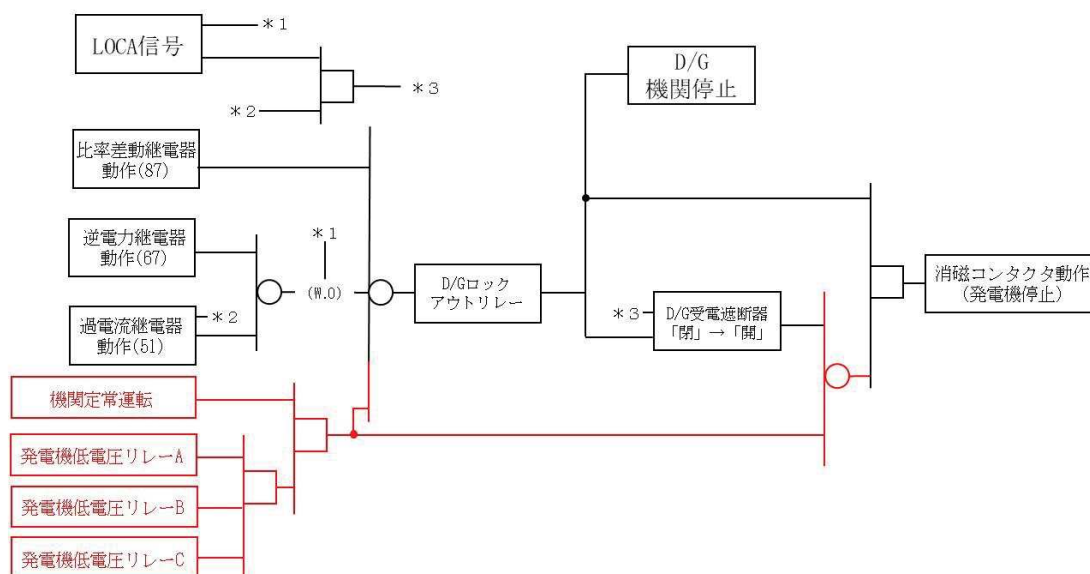 LOCA信号
*1
*3
*2
D/G
機関停止
比率差動継電器
動作(87)
逆電力継電器
動作(67)
*1
(W.O)
D/Gロック
アウトリレー
過電流継電器
動作(51)
*2
*3
D/G受電遮断器
「閉」→「開」
消磁コンタクタ動作
(発電機停止)
機関定常運転
発電機低電圧リレーA
発電機低電圧リレーB
発電機低電圧リレーC